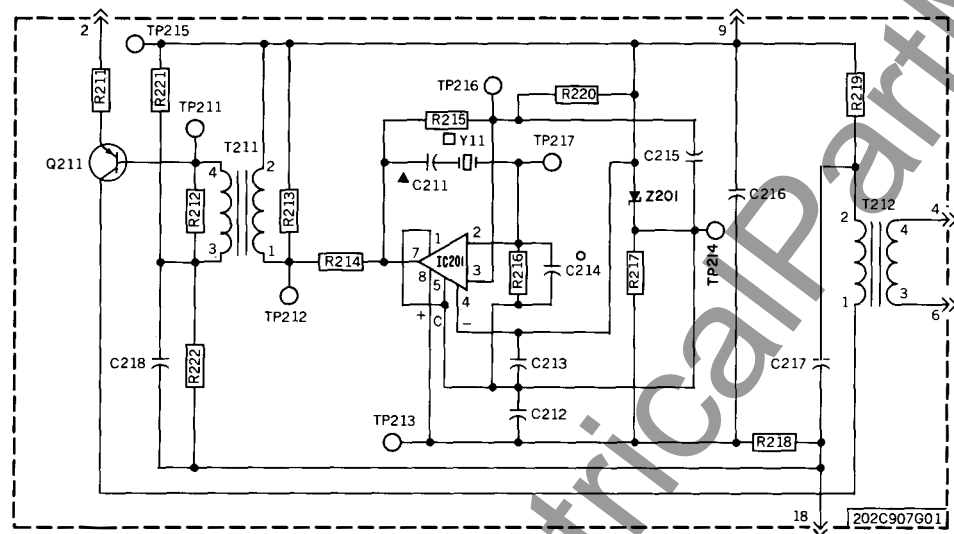 2
9
TP215
R211
R221
TP211
T211
Q211
4
R212
3
2
R213
1
TP212
R214
R215
TP216
Y11
C211
TP217
R220
C215
Z201
C216
R219
T212
2
4
4
1
3
6
7
1
8
5
IC201
2
3
4
+
C
−
R216
C214
R217
TP214
C213
C212
C218
R222
TP213
R218
C217
18
202C907G01
ctricalPartM